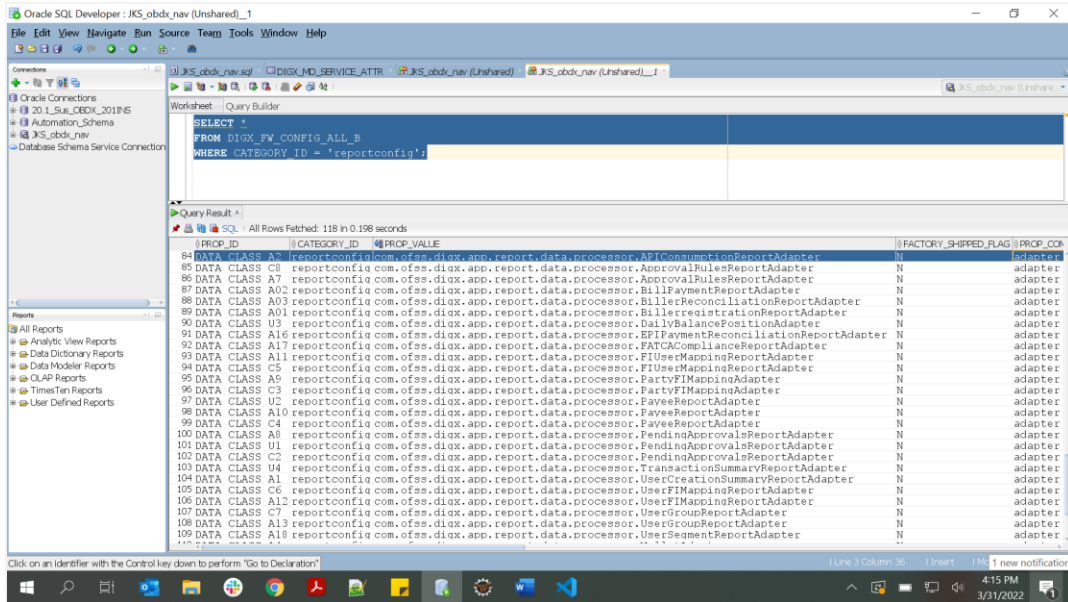 Oracle SQL Developer : JKS_obdx_nav (Unshared)__1
File Edit View Navigate Run Source Team Tools Window Help
Connections
Oracle Connections
20.1_Sus_OBDX_201INS
Automation_Schema
JKS_obdx_nav
Database Schema Service Connection
Reports
All Reports
Analytic View Reports
Data Dictionary Reports
Data Modeler Reports
OLAP Reports
TimesTen Reports
User Defined Reports
JKS_obdx_nav.sql DIGX_MD_SERVICE_ATTR JKS_obdx_nav (Unshared) JKS_obdx_nav (Unshared)__1
JKS_obdx_nav (Unshare...
Worksheet Query Builder
SELECT *
FROM DIGX_FW_CONFIG_ALL_B
WHERE CATEGORY_ID = 'reportconfig';
Query Result
SQL | All Rows Fetched: 118 in 0.198 seconds
PROP_ID CATEGORY_ID PROP_VALUE FACTORY_SHIPPED_FLAG PROP_COM
84 DATA CLASS A2 reportconfig com.ofss.digx.app.report.data.processor.APIConsumptionReportAdapter N adapter
85 DATA CLASS C8 reportconfig com.ofss.digx.app.report.data.processor.ApprovalRulesReportAdapter N adapter
86 DATA CLASS A7 reportconfig com.ofss.digx.app.report.data.processor.ApprovalRulesReportAdapter N adapter
87 DATA CLASS A02 reportconfig com.ofss.digx.app.report.data.processor.BillPaymentReportAdapter N adapter
88 DATA CLASS A03 reportconfig com.ofss.digx.app.report.data.processor.BillerReconciliationReportAdapter N adapter
89 DATA CLASS A01 reportconfig com.ofss.digx.app.report.data.processor.BillerregistrationReportAdapter N adapter
90 DATA CLASS U3 reportconfig com.ofss.digx.app.report.data.processor.DailyBalancePositionAdapter N adapter
91 DATA CLASS A16 reportconfig com.ofss.digx.app.report.data.processor.EPIPaymentReconciliationReportAdapter N adapter
92 DATA CLASS A17 reportconfig com.ofss.digx.app.report.data.processor.FATCAComplianceReportAdapter N adapter
93 DATA CLASS A11 reportconfig com.ofss.digx.app.report.data.processor.FIUserMappingReportAdapter N adapter
94 DATA CLASS C5 reportconfig com.ofss.digx.app.report.data.processor.FIUserMappingReportAdapter N adapter
95 DATA CLASS A9 reportconfig com.ofss.digx.app.report.data.processor.PartyFIMappingAdapter N adapter
96 DATA CLASS C3 reportconfig com.ofss.digx.app.report.data.processor.PartyFIMappingAdapter N adapter
97 DATA CLASS U2 reportconfig com.ofss.digx.app.report.data.processor.PayeeReportAdapter N adapter
98 DATA CLASS A10 reportconfig com.ofss.digx.app.report.data.processor.PayeeReportAdapter N adapter
99 DATA CLASS C4 reportconfig com.ofss.digx.app.report.data.processor.PayeeReportAdapter N adapter
100 DATA CLASS A8 reportconfig com.ofss.digx.app.report.data.processor.PendingApprovalsReportAdapter N adapter
101 DATA CLASS U1 reportconfig com.ofss.digx.app.report.data.processor.PendingApprovalsReportAdapter N adapter
102 DATA CLASS C2 reportconfig com.ofss.digx.app.report.data.processor.PendingApprovalsReportAdapter N adapter
103 DATA CLASS U4 reportconfig com.ofss.digx.app.report.data.processor.TransactionSummaryReportAdapter N adapter
104 DATA CLASS A1 reportconfig com.ofss.digx.app.report.data.processor.UserCreationSummaryReportAdapter N adapter
105 DATA CLASS C6 reportconfig com.ofss.digx.app.report.data.processor.UserFIMappingReportAdapter N adapter
106 DATA CLASS A12 reportconfig com.ofss.digx.app.report.data.processor.UserFIMappingReportAdapter N adapter
107 DATA CLASS C7 reportconfig com.ofss.digx.app.report.data.processor.UserGroupReportAdapter N adapter
108 DATA CLASS A13 reportconfig com.ofss.digx.app.report.data.processor.UserGroupReportAdapter N adapter
109 DATA CLASS A18 reportconfig com.ofss.digx.app.report.data.processor.UserSegmentReportAdapter N adapter
Click on an identifier with the Control key down to perform "Go to Declaration"
Line 3 Column 36 Insert 1 new notification
4:15 PM
3/31/2022